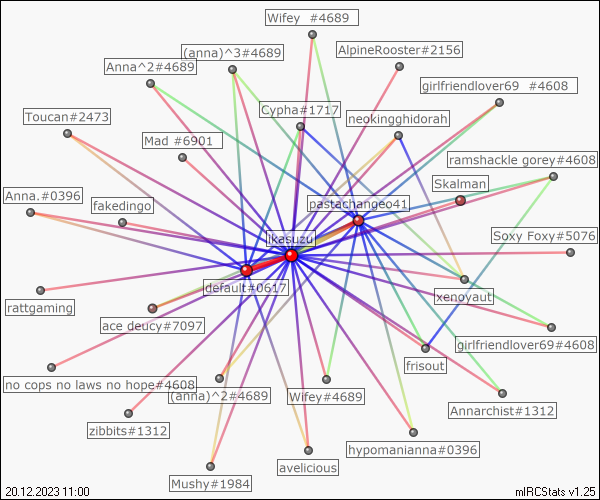 Wifey  #4689
(anna)^3#4689
AlpineRooster#2156
Anna^2#4689
girlfriendlover69  #4608
Cypha#1717
Toucan#2473
neokingghidorah
Mad #6901
ramshackle gorey#4608
Skalman
Anna.#0396
fakedingo
pastachangeo41
Soxy Foxy#5076
ikasuzu
default#0617
xenoyaut
rattgaming
ace deucy#7097
girlfriendlover69#4608
frisout
no cops no laws no hope#4608
(anna)^2#4689
Wifey#4689
Annarchist#1312
zibbits#1312
hypomanianna#0396
avelicious
Mushy#1984
20.12.2023 11:00
mIRCStats v1.25